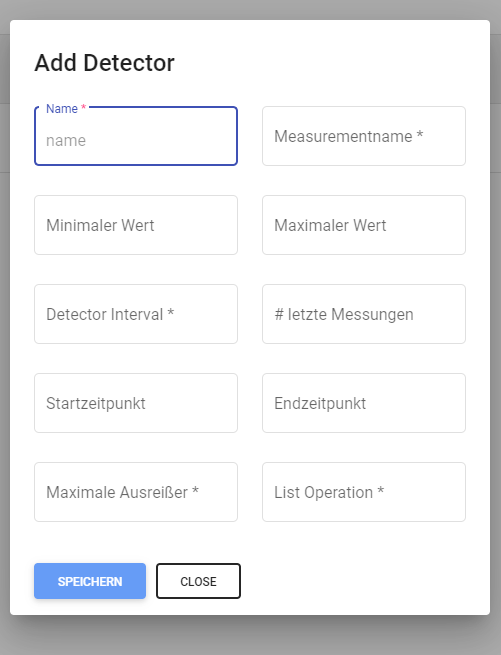 Add Detector
Name *
name
Measurementname *
Minimaler Wert
Maximaler Wert
Detector Interval *
# letzte Messungen
Startzeitpunkt
Endzeitpunkt
Maximale Ausreißer *
List Operation *
SPEICHERN
CLOSE